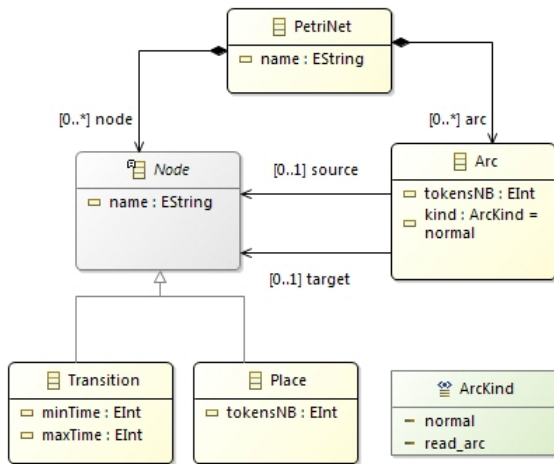 PetriNet
name : EString
[0..*] node
[0..*] arc
Node
name : EString
[0..1] source
Arc
tokensNB : EInt
kind : ArcKind =
normal
[0..1] target
Transition
minTime : EInt
maxTime : EInt
Place
tokensNB : EInt
ArcKind
normal
read_arc